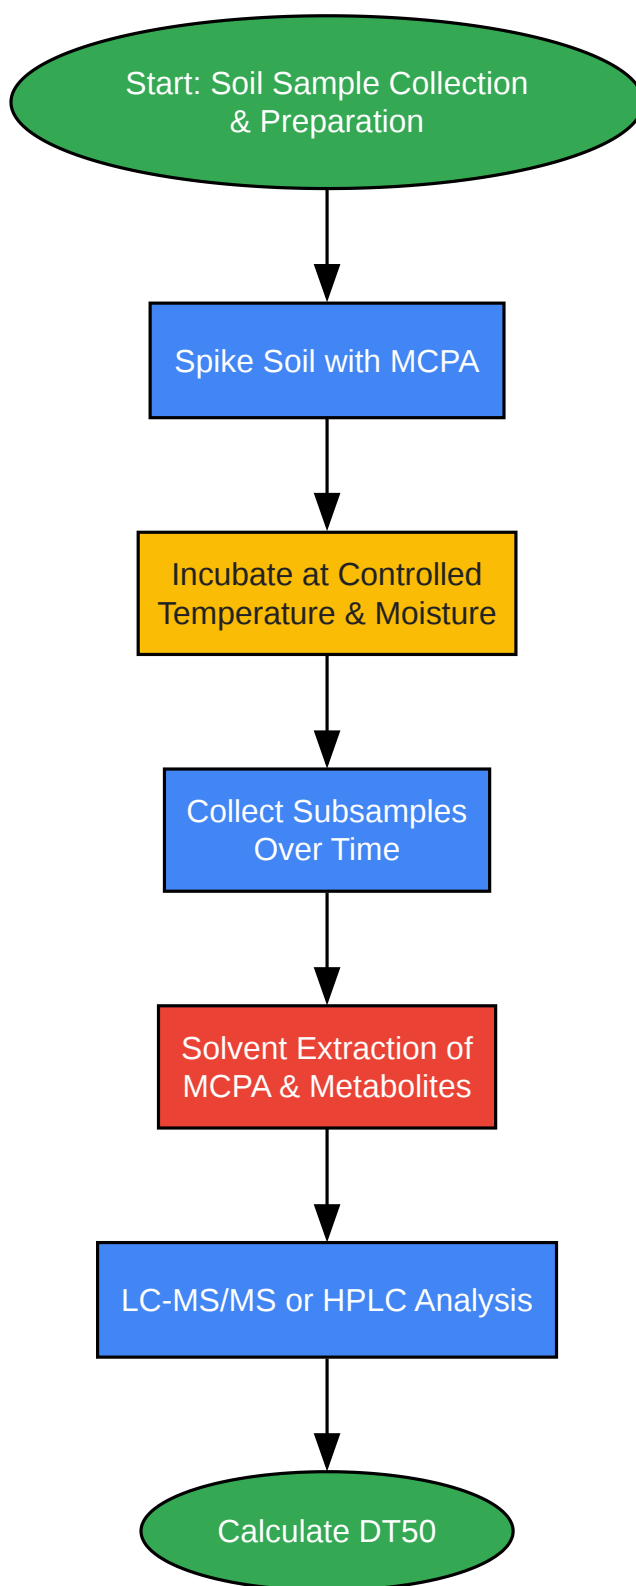 Start: Soil Sample Collection
& Preparation
Spike Soil with MCPA
Incubate at Controlled
Temperature & Moisture
Collect Subsamples
Over Time
Solvent Extraction of
MCPA & Metabolites
LC-MS/MS or HPLC Analysis
Calculate DT50